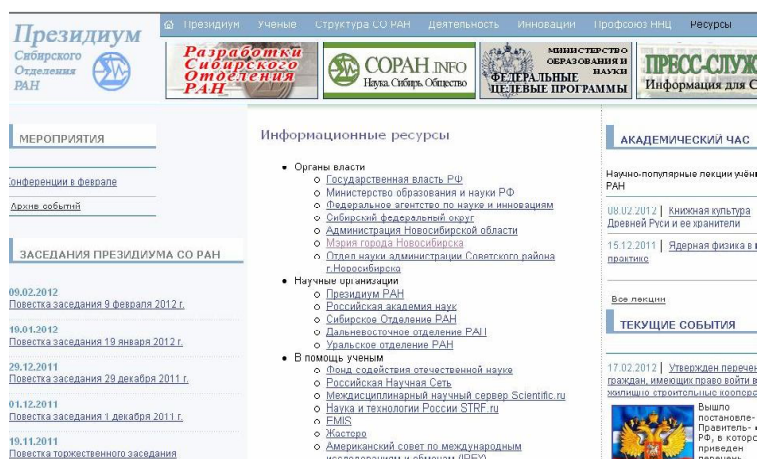 Президиум
Сибирского
Отделения
РАН
Президиум Ученые Структура СО РАН Деятельность Инновации Профсоюз ННЦ Ресурсы
Разработки
Сибирского
Отделения
РАН
СОРАН.INFO
Наука. Сибирь. Общество
МИНИСТЕРСТВО
ОБРАЗОВАНИЯ И
НАУКИ
ФЕДЕРАЛЬНЫЕ
ЦЕЛЕВЫЕ ПРОГРАММЫ
ПРЕСС-СЛУЖ
Информация для С
МЕРОПРИЯТИЯ
Конференции в феврале
Архив событий
ЗАСЕДАНИЯ ПРЕЗИДИУМА СО РАН
09.02.2012
Повестка заседания 9 февраля 2012 г.
19.01.2012
Повестка заседания 19 января 2012 г.
29.12.2011
Повестка заседания 29 декабря 2011 г.
01.12.2011
Повестка заседания 1 декабря 2011 г.
19.11.2011
Повестка торжественного заседания
Информационные ресурсы
Органы власти
Государственная власть РФ
Министерство образования и науки РФ
Федеральное агентство по науке и инновациям
Сибирский федеральный округ
Администрация Новосибирской области
Мэрия города Новосибирска
Отдел науки администрации Советского района
г.Новосибирска
Научные организации
Президиум РАН
Российская академия наук
Сибирское Отделение РАН
Дальневосточное отделение РАН
Уральское отделение РАН
В помощь ученым
Фонд содействия отечественной науке
Российская Научная Сеть
Междисциплинарный научный сервер Scientific.ru
Наука и технологии России STRF.ru
EMIS
Жастеро
Американский совет по международным
исследованиям и обменам (IREX)
АКАДЕМИЧЕСКИЙ ЧАС
Научно-популярные лекции учён
РАН
08.02.2012 | Книжная культура
Древней Руси и ее хранители
15.12.2011 | Ядерная физика в
практике
Все лекции
ТЕКУЩИЕ СОБЫТИЯ
17.02.2012 | Утвержден перечен
граждан, имеющих право войти в
жилищно строительные коопера
Вышло
постановле-
Правитель-
РФ, в которо
приведен
перечень